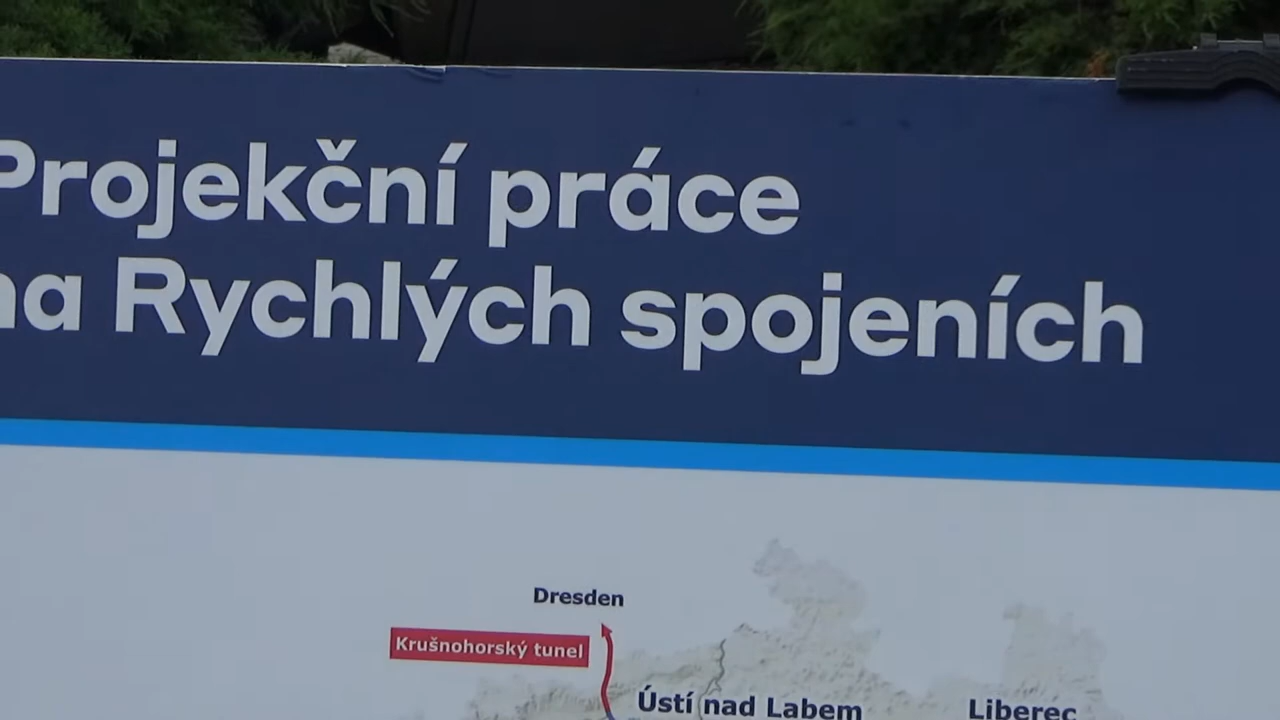 Projekční práce
na Rychlých spojeních
Dresden
Krušnohorský tunel
Ústí nad Labem
Liberec